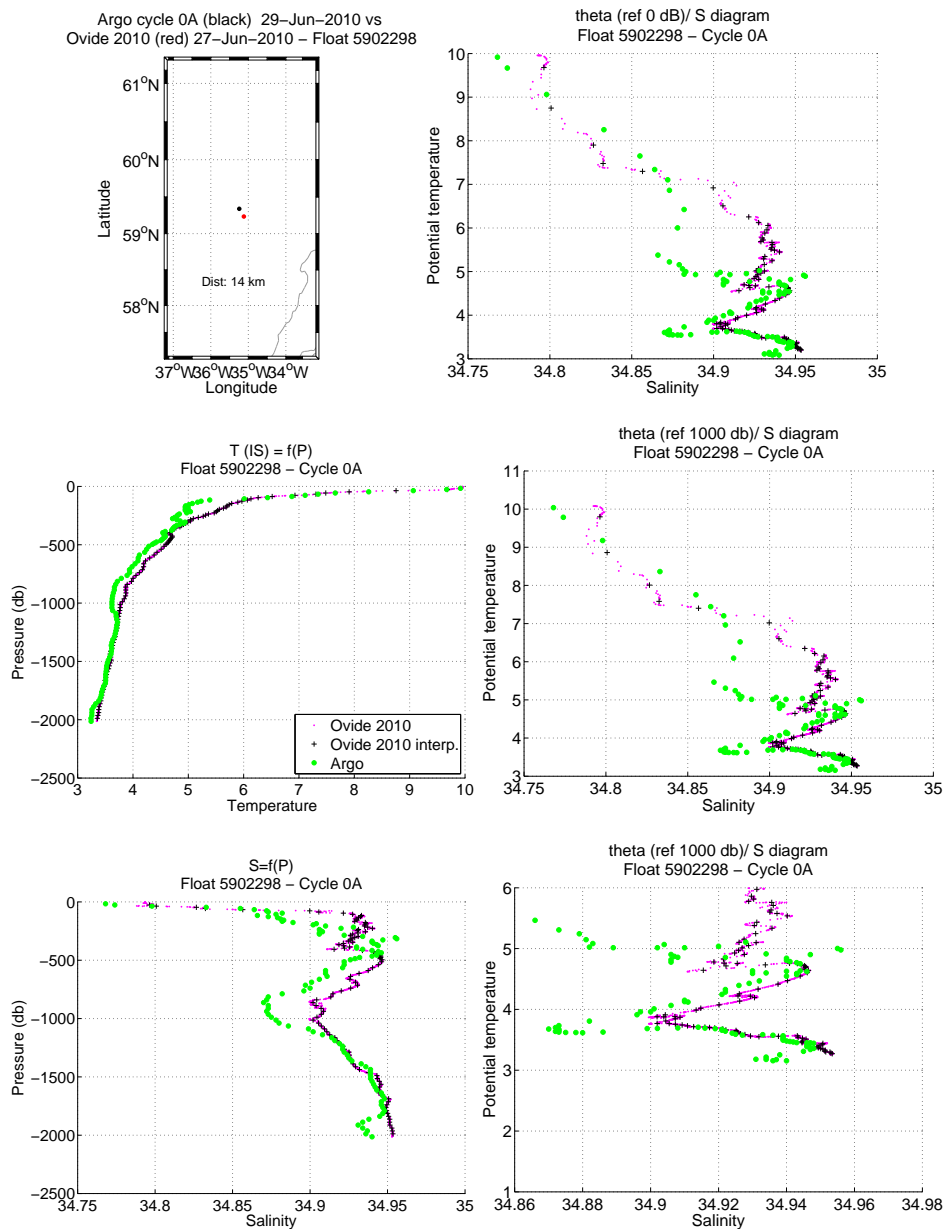 Argo cycle 0A (black) 29−Jun−2010 vs
Ovide 2010 (red) 27−Jun−2010 − Float 5902298
61°N
60°N
59°N
58°N
Latitude
Dist: 14 km
37°W 36°W 35°W 34°W
Longitude
theta (ref 0 dB)/ S diagram
Float 5902298 − Cycle 0A
10
9
8
7
6
5
4
3
Potential temperature
34.75 34.8 34.85 34.9 34.95 35
Salinity
T (IS) = f(P)
Float 5902298 − Cycle 0A
0
−500
−1000
−1500
−2000
−2500
Pressure (db)
Ovide 2010
Ovide 2010 interp.
Argo
3 4 5 6 7 8 9 10
Temperature
theta (ref 1000 db)/ S diagram
Float 5902298 − Cycle 0A
11
10
9
8
7
6
5
4
3
Potential temperature
34.75 34.8 34.85 34.9 34.95 35
Salinity
S=f(P)
Float 5902298 − Cycle 0A
0
−500
−1000
−1500
−2000
−2500
Pressure (db)
34.75 34.8 34.85 34.9 34.95 35
Salinity
theta (ref 1000 db)/ S diagram
Float 5902298 − Cycle 0A
6
5
4
3
2
1
Potential temperature
34.86 34.88 34.9 34.92 34.94 34.96 34.98
Salinity